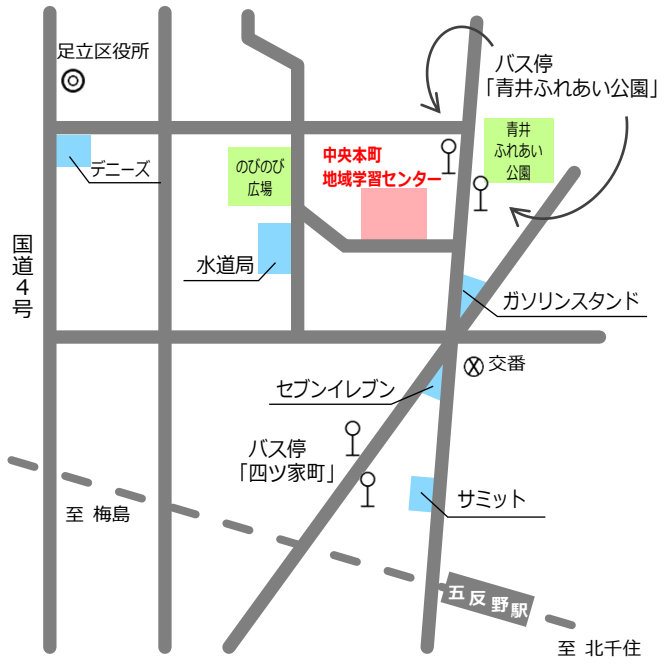 足立区役所
デニーズ
バス停
「青井ふれあい公園」
青井
ふれあい
公園
のびのび
広場
中央本町
地域学習センター
国道4号
水道局
ガソリンスタンド
交番
セブンイレブン
バス停
「四ツ家町」
サミット
至 梅島
五反野駅
至 北千住